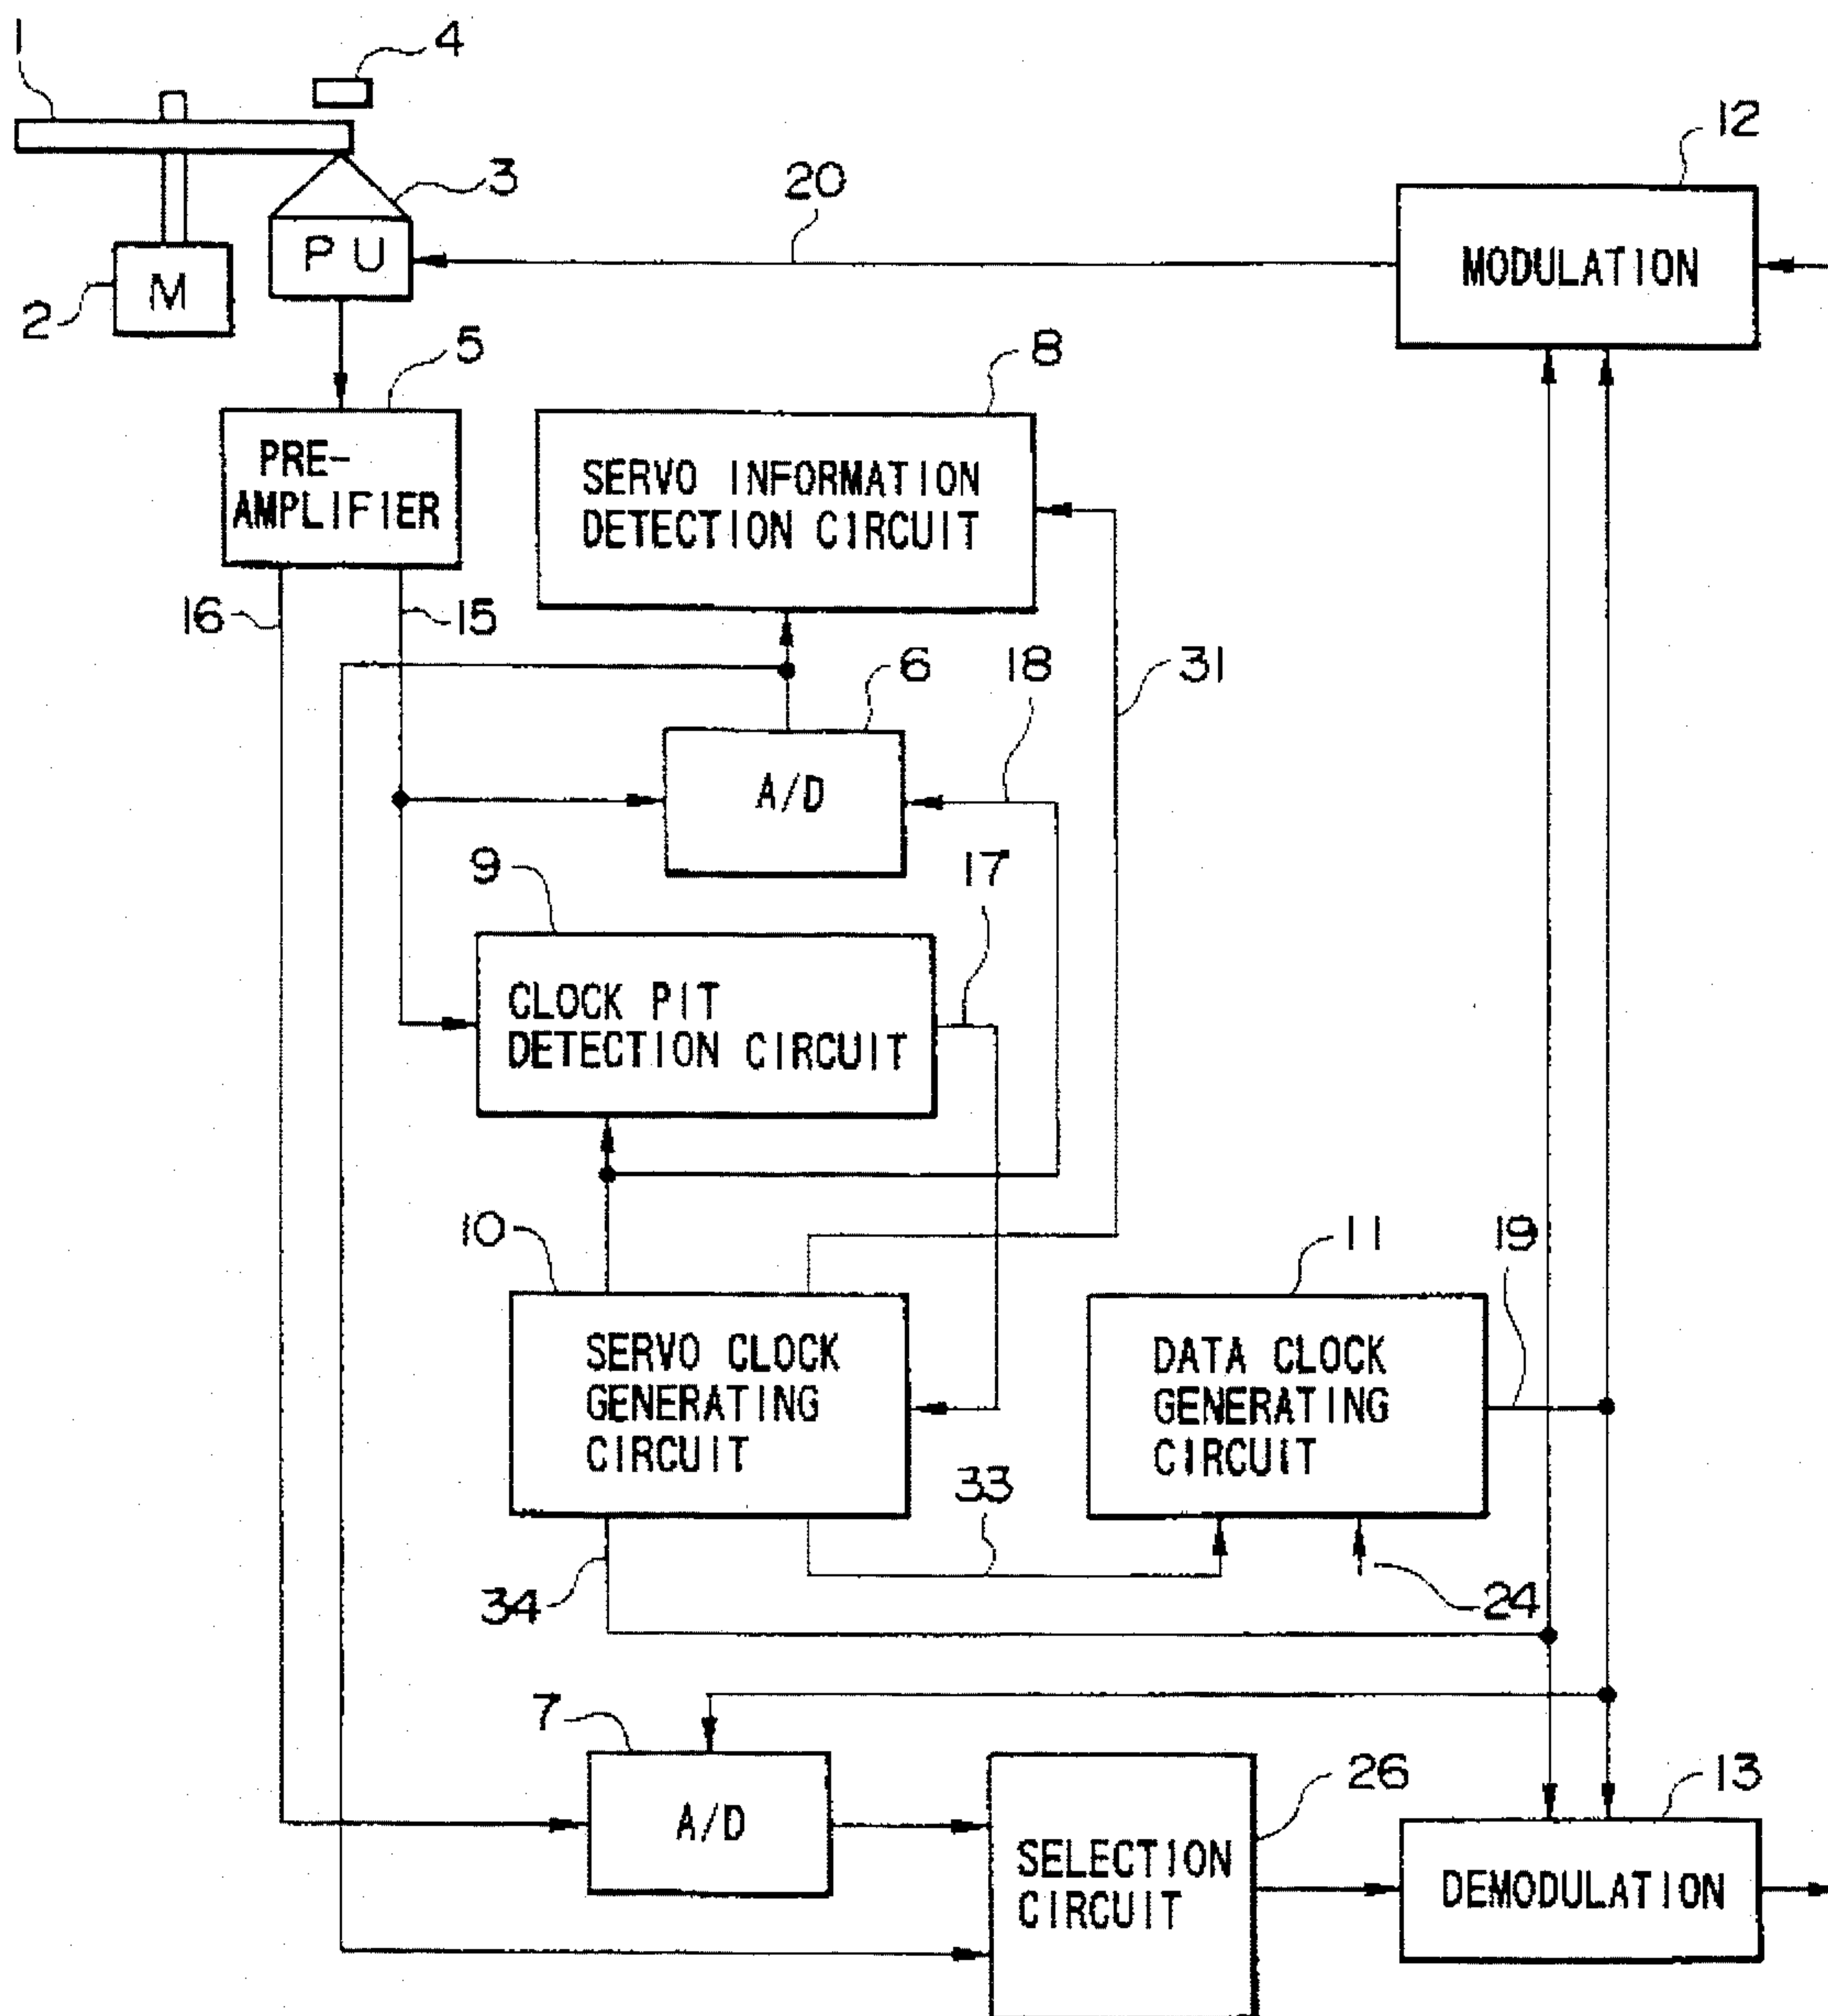 1
4
12
3
20
PU
MODULATION
M
2
5
8
PRE-
AMPLIFIER
SERVO INFORMATION
DETECTION CIRCUIT
16
15
6
18
31
A/D
9
17
CLOCK PIT
DETECTION CIRCUIT
10
11
19
SERVO CLOCK
GENERATING
CIRCUIT
DATA CLOCK
GENERATING
CIRCUIT
33
34
24
7
26
13
A/D
SELECTION
CIRCUIT
DEMODULATION